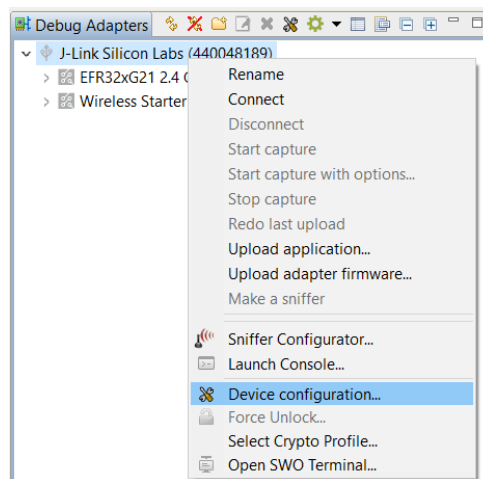 Debug Adapters
J-Link Silicon Labs (440048189)
EFR32xG21 2.4
Wireless Starter
Rename
Connect
Disconnect
Start capture
Start capture with options...
Stop capture
Redo last upload
Upload application...
Upload adapter firmware...
Make a sniffer
Sniffer Configurator...
Launch Console...
Device configuration...
Force Unlock...
Select Crypto Profile...
Open SWO Terminal...